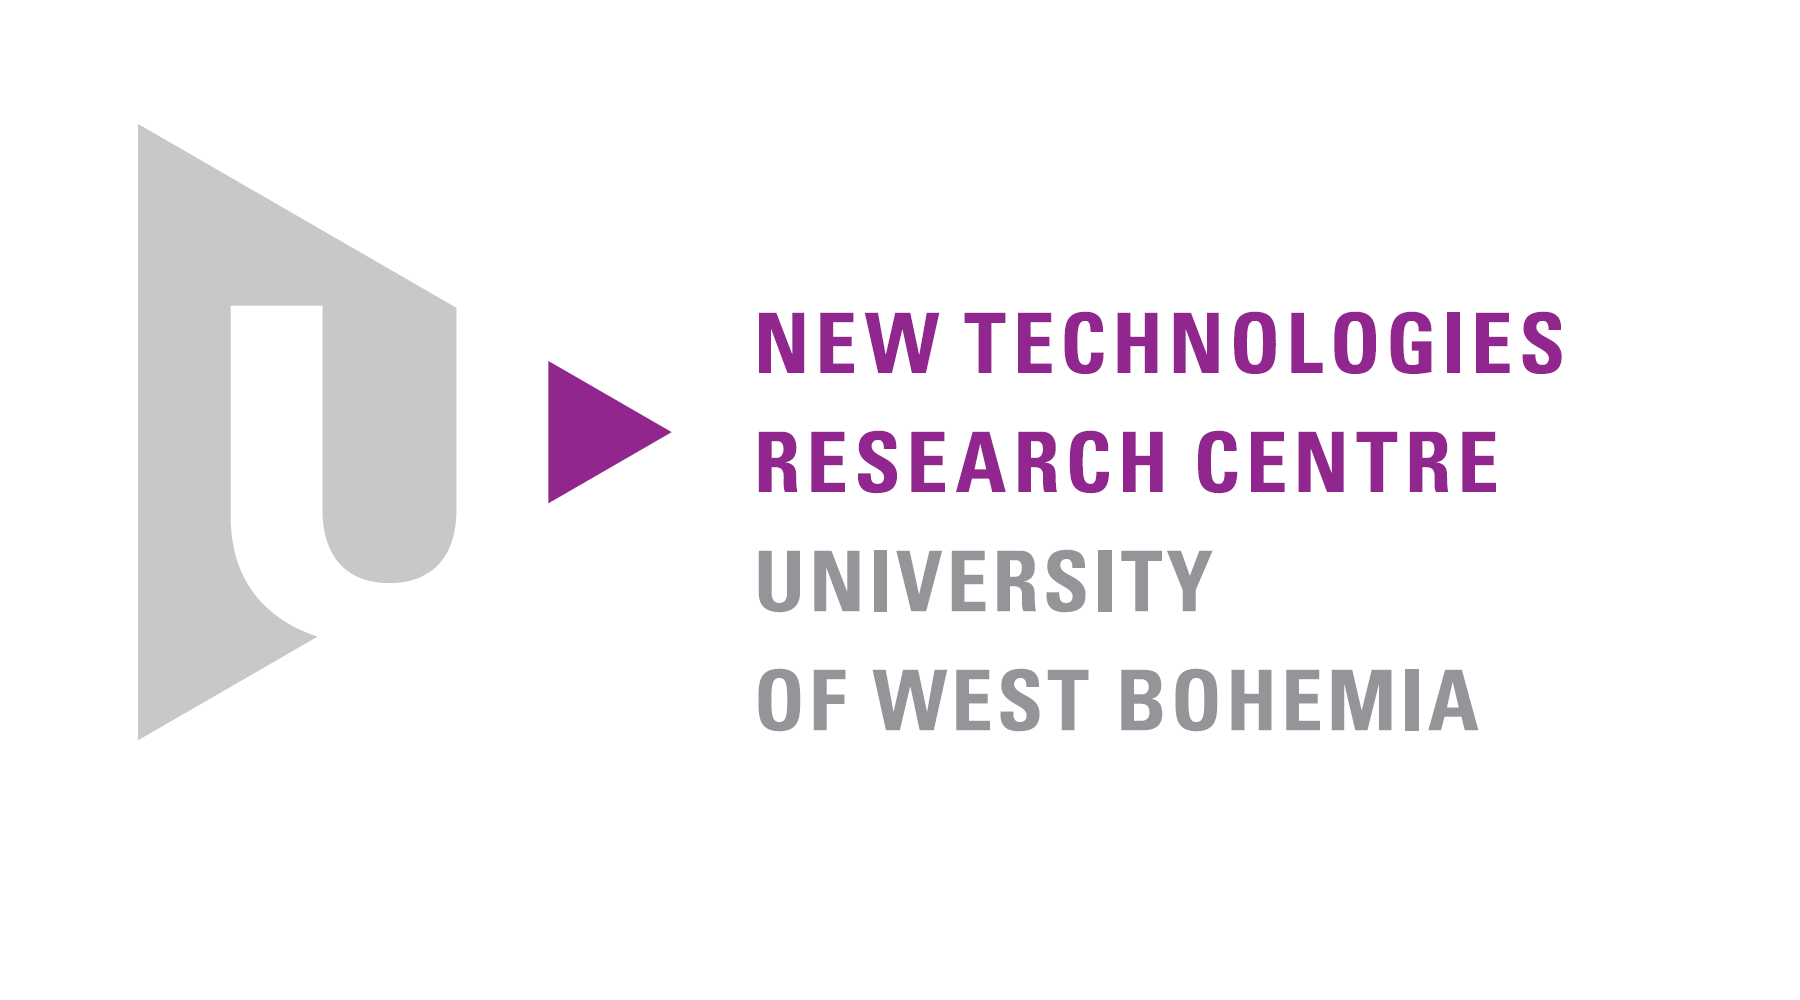 NEW TECHNOLOGIES
RESEARCH CENTRE
UNIVERSITY
OF WEST BOHEMIA